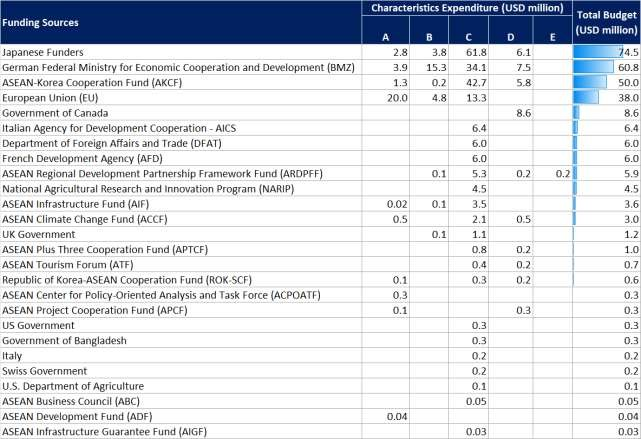 Funding Sources Characteristics Expenditure (USD million) Total Budget (USD million)
A B C D E
Japanese Funders 2.8 3.8 61.8 6.1 74.5
German Federal Ministry for Economic Cooperation and Development (BMZ) 3.9 15.3 34.1 7.5 60.8
ASEAN-Korea Cooperation Fund (AKCF) 1.3 0.2 42.7 5.8 50.0
European Union (EU) 20.0 4.8 13.3 38.0
Government of Canada 8.6 8.6
Italian Agency for Development Cooperation - AICS 6.4 6.4
Department of Foreign Affairs and Trade (DFAT) 6.0 6.0
French Development Agency (AFD) 6.0 6.0
ASEAN Regional Development Partnership Framework Fund (ARDPFF) 0.1 5.3 0.2 0.2 5.9
National Agricultural Research and Innovation Program (NARIP) 4.5 4.5
ASEAN Infrastructure Fund (AIF) 0.02 0.1 3.5 3.6
ASEAN Climate Change Fund (ACCF) 0.5 2.1 0.5 3.0
UK Government 0.1 1.1 1.2
ASEAN Plus Three Cooperation Fund (APTCF) 0.8 0.2 1.0
ASEAN Tourism Forum (ATF) 0.4 0.2 0.7
Republic of Korea-ASEAN Cooperation Fund (ROK-SCF) 0.1 0.3 0.2 0.6
ASEAN Center for Policy-Oriented Analysis and Task Force (ACPOATF) 0.3 0.3
ASEAN Project Cooperation Fund (APCF) 0.1 0.3 0.3
US Government 0.3 0.3
Government of Bangladesh 0.3 0.3
Italy 0.2 0.2
Swiss Government 0.2 0.2
U.S. Department of Agriculture 0.1 0.1
ASEAN Business Council (ABC) 0.05 0.05
ASEAN Development Fund (ADF) 0.04 0.04
ASEAN Infrastructure Guarantee Fund (AIGF) 0.03 0.03